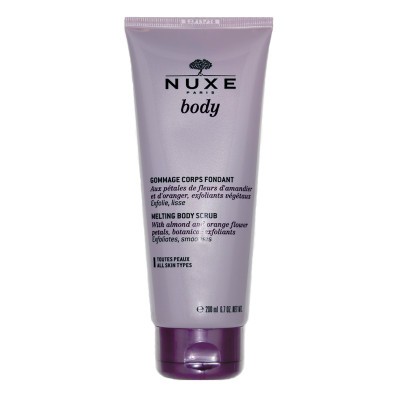 NUXE
PARIS
body
GOMMAGE CORPS FONDANT
Aux pétales de fleurs d'amandier
et d'oranger, exfoliants végétaux
Exfolie, lisse
MELTING BODY SCRUB
With almond and orange flower
petals, botanical exfoliants
Exfoliates, smoothes
TOUTES PEAUX
ALL SKIN TYPES
e 200 ml 6.7 OZ. NET WT.